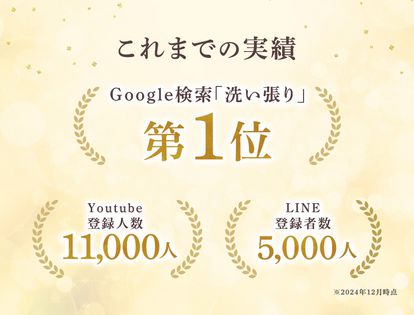 これまでの実績
Google検索「洗い張り」
第1位
Youtube
登録人数
11,000人
LINE
登録者数
5,000人
※2024年12月時点